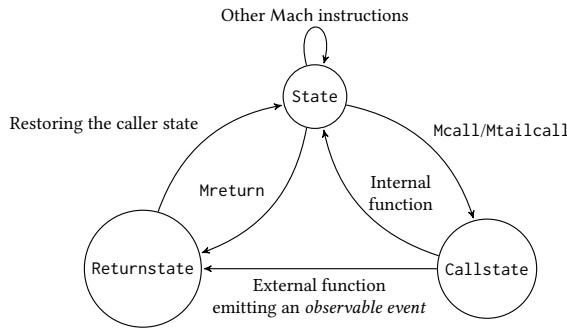 Other Mach instructions
State
Restoring the caller state
Mcall/Mtailcall
Mreturn
Internal
function
Returnstate
Callstate
External function
emitting an observable event